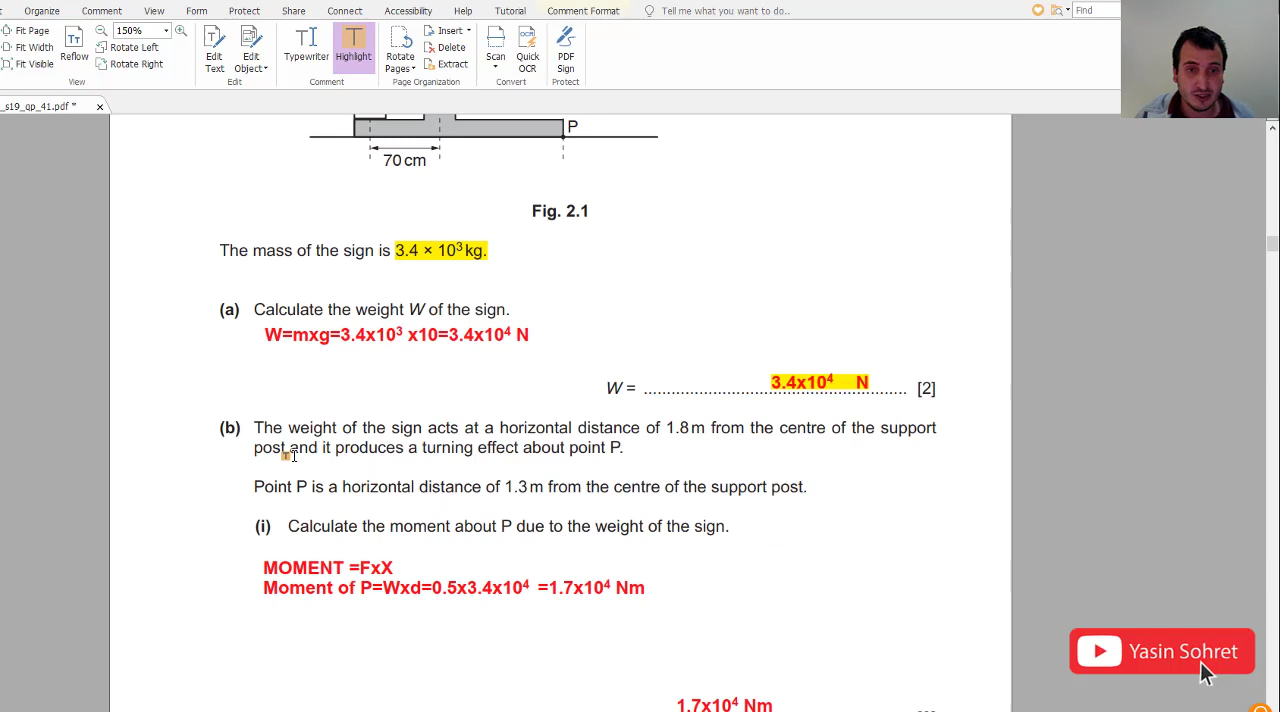 Organize View Form Protect Share Connect Accessibility Help Tutorial Comment Format Tell me what you want to do.. Find
Fit Page
Fit Width
Fit Visible
Reflow
150%
Rotate Left
Rotate Right
View
Edit Text
Edit Object
Edit
Typewriter
Highlight
Comment
Rotate Pages
Insert
Delete
Extract
Page Organization
Scan
Quick OCR
Convert
PDF Sign
Protect
_s19_qp_41.pdf *
P
70 cm
Fig. 2.1
The mass of the sign is 3.4 × 10³ kg.
(a) Calculate the weight W of the sign.
W=mxg=3.4x10³ x10=3.4x10⁴ N
3.4x10⁴ N
W = ........................................................ [2]
(b) The weight of the sign acts at a horizontal distance of 1.8 m from the centre of the support
post and it produces a turning effect about point P.
Point P is a horizontal distance of 1.3 m from the centre of the support post.
(i) Calculate the moment about P due to the weight of the sign.
MOMENT =FxX
Moment of P=Wxd=0.5x3.4x10⁴ =1.7x10⁴ Nm
Yasin Sohret
1.7x10⁴ Nm